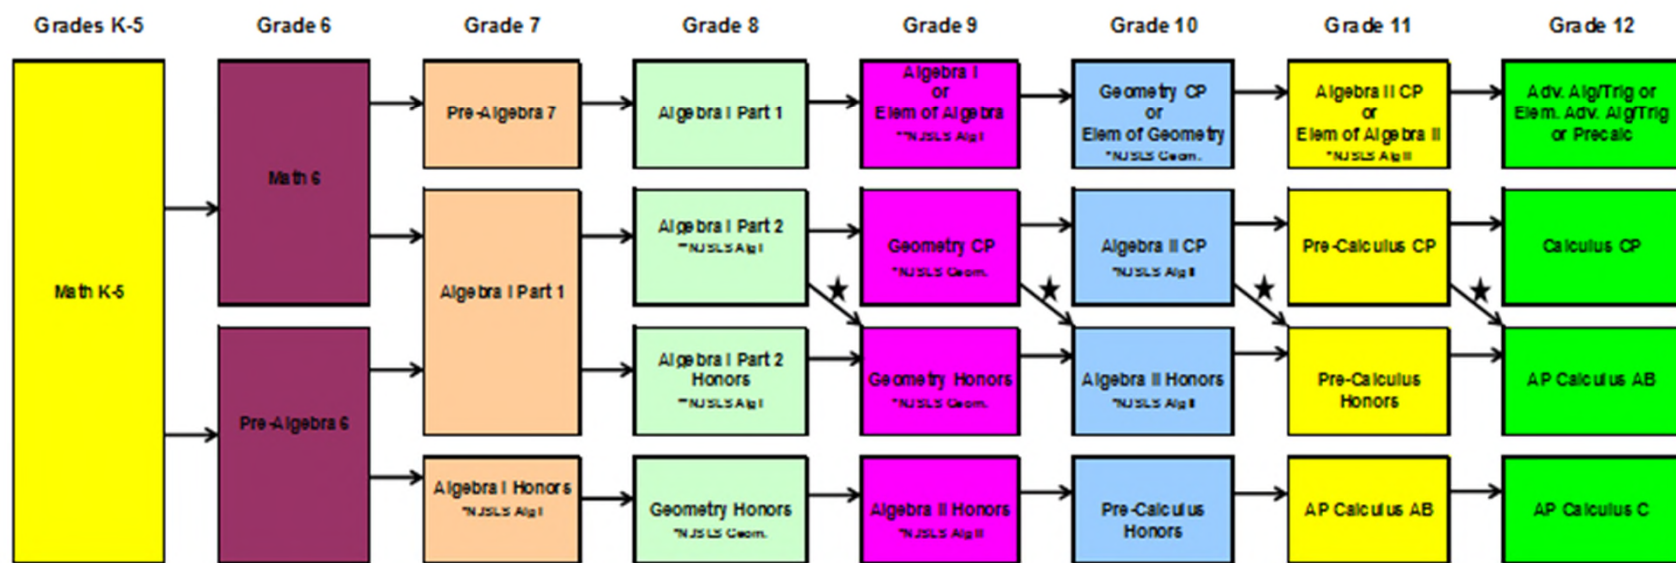 Grades K-5 Grade 6 Grade 7 Grade 8 Grade 9 Grade 10 Grade 11 Grade 12
Math K-5
Math 6
Pre-Algebra 6
Pre-Algebra 7
Algebra I Part 1
Algebra I Honors
*NJSLS Alg I
Algebra I Part 1
Algebra I Part 2
**NJSLS Alg I
Algebra I Part 2
Honors
**NJSLS Alg I
Geometry Honors
*NJSLS Geom.
Algebra I
or
Elem of Algebra
**NJSLS Alg I
Geometry CP
*NJSLS Geom.
Geometry Honors
*NJSLS Geom.
Algebra II Honors
*NJSLS Alg II
Geometry CP
or
Elem of Geometry
*NJSLS Geom.
Algebra II CP
*NJSLS Alg II
Algebra II Honors
*NJSLS Alg II
Pre-Calculus
Honors
Algebra II CP
or
Elem of Algebra II
*NJSLS Alg II
Pre-Calculus CP
Pre-Calculus
Honors
AP Calculus AB
Adv. Alg/Trig or
Elem. Adv. Alg/Trig
or Precalc
Calculus CP
AP Calculus AB
AP Calculus C